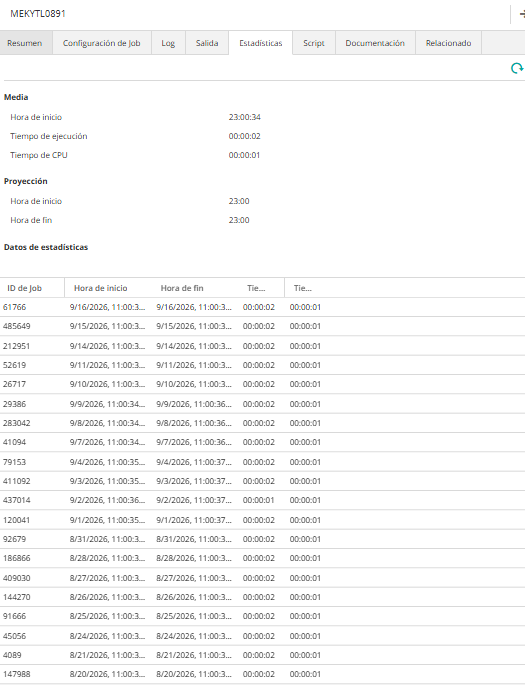 MEKYTL0891
Resumen Configuración de Job Log Salida Estadísticas Script Documentación Relacionado
Media
Hora de inicio 23:00:34
Tiempo de ejecución 00:00:02
Tiempo de CPU 00:00:01
Proyección
Hora de inicio 23:00
Hora de fin 23:00
Datos de estadísticas
ID de Job Hora de inicio Hora de fin Tie... Tie...
61766 9/16/2026, 11:00:3... 9/16/2026, 11:00:3... 00:00:02 00:00:01
485649 9/15/2026, 11:00:3... 9/15/2026, 11:00:3... 00:00:02 00:00:01
212951 9/14/2026, 11:00:3... 9/14/2026, 11:00:3... 00:00:02 00:00:01
52619 9/11/2026, 11:00:3... 9/11/2026, 11:00:3... 00:00:02 00:00:01
26717 9/10/2026, 11:00:3... 9/10/2026, 11:00:3... 00:00:02 00:00:01
29386 9/9/2026, 11:00:34... 9/9/2026, 11:00:36... 00:00:02 00:00:01
283042 9/8/2026, 11:00:34... 9/8/2026, 11:00:36... 00:00:02 00:00:01
41094 9/7/2026, 11:00:34... 9/7/2026, 11:00:36... 00:00:02 00:00:01
79153 9/4/2026, 11:00:35... 9/4/2026, 11:00:37... 00:00:02 00:00:01
411092 9/3/2026, 11:00:35... 9/3/2026, 11:00:37... 00:00:02 00:00:01
437014 9/2/2026, 11:00:36... 9/2/2026, 11:00:37... 00:00:01 00:00:01
120041 9/1/2026, 11:00:35... 9/1/2026, 11:00:37... 00:00:02 00:00:01
92679 8/31/2026, 11:00:3... 8/31/2026, 11:00:3... 00:00:02 00:00:01
186866 8/28/2026, 11:00:3... 8/28/2026, 11:00:3... 00:00:02 00:00:01
409030 8/27/2026, 11:00:3... 8/27/2026, 11:00:3... 00:00:02 00:00:01
144270 8/26/2026, 11:00:3... 8/26/2026, 11:00:3... 00:00:02 00:00:01
91666 8/25/2026, 11:00:3... 8/25/2026, 11:00:3... 00:00:02 00:00:01
45056 8/24/2026, 11:00:3... 8/24/2026, 11:00:3... 00:00:02 00:00:01
4089 8/21/2026, 11:00:3... 8/21/2026, 11:00:3... 00:00:02 00:00:01
147988 8/20/2026, 11:00:3... 8/20/2026, 11:00:3... 00:00:02 00:00:01